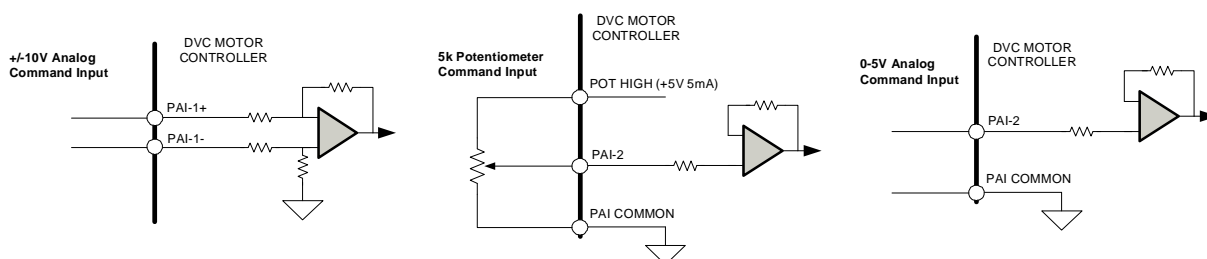 +/-10V Analog
Command Input
DVC MOTOR
CONTROLLER
PAI-1+
PAI-1-
5k Potentiometer
Command Input
DVC MOTOR
CONTROLLER
POT HIGH (+5V 5mA)
PAI-2
PAI COMMON
0-5V Analog
Command Input
DVC MOTOR
CONTROLLER
PAI-2
PAI COMMON